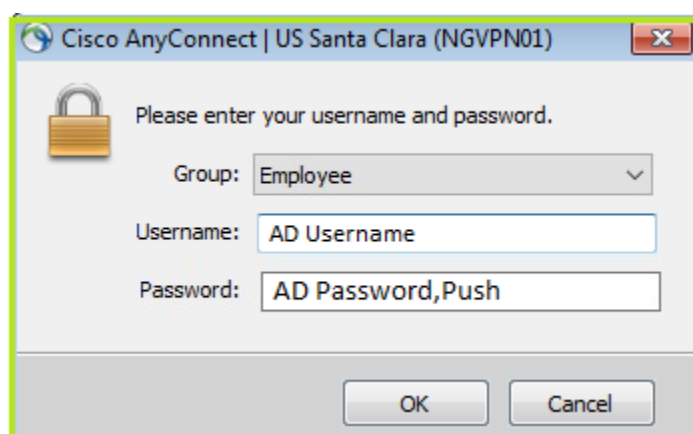 Cisco AnyConnect | US Santa Clara (NGVPN01)
Please enter your username and password.
Group: Employee
Username: AD Username
Password: AD Password,Push
OK Cancel